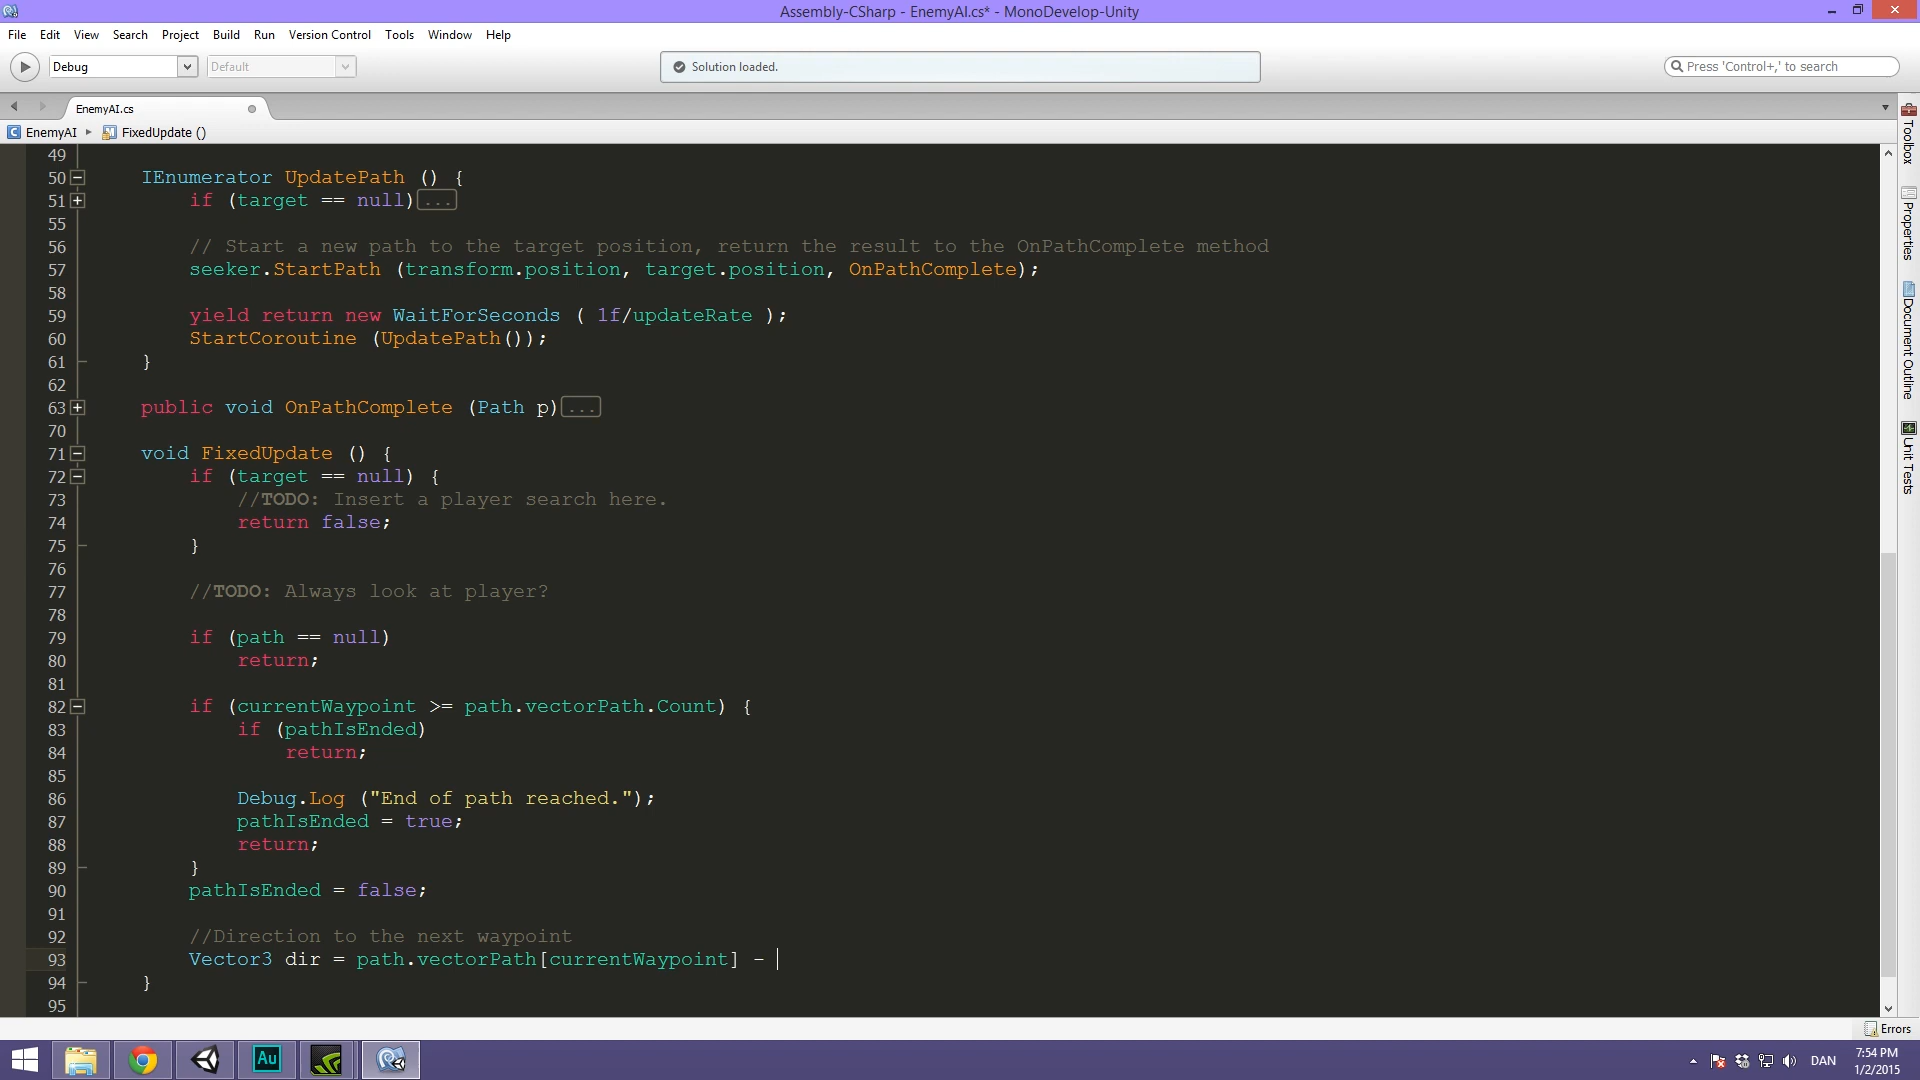 Assembly-CSharp - EnemyAI.cs* - MonoDevelop-Unity
File Edit View Search Project Build Run Version Control Tools Window Help
Debug Default Solution loaded. Press 'Control+,' to search
EnemyAI.cs
EnemyAI FixedUpdate ()
49
50 IEnumerator UpdatePath () {
51 if (target == null)...
55
56 // Start a new path to the target position, return the result to the OnPathComplete method
57 seeker.StartPath (transform.position, target.position, OnPathComplete);
58
59 yield return new WaitForSeconds ( 1f/updateRate );
60 StartCoroutine (UpdatePath());
61 }
62
63 public void OnPathComplete (Path p)...
70
71 void FixedUpdate () {
72 if (target == null) {
73 //TODO: Insert a player search here.
74 return false;
75 }
76
77 //TODO: Always look at player?
78
79 if (path == null)
80 return;
81
82 if (currentWaypoint >= path.vectorPath.Count) {
83 if (pathIsEnded)
84 return;
85
86 Debug.Log ("End of path reached.");
87 pathIsEnded = true;
88 return;
89 }
90 pathIsEnded = false;
91
92 //Direction to the next waypoint
93 Vector3 dir = path.vectorPath[currentWaypoint] -
94 }
95
Toolbox
Properties
Document Outline
Unit Tests
Errors
Au
DAN
7:54 PM
1/2/2015